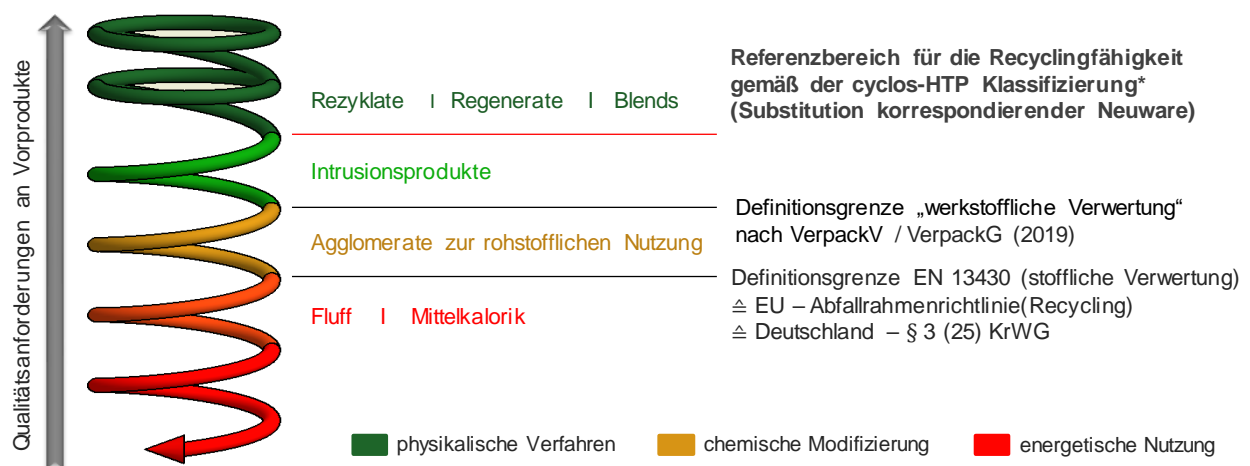 Qualitätsanforderungen an Vorprodukte
Rezyklate I Regenerate I Blends
Intrusionsprodukte
Agglomerate zur rohstofflichen Nutzung
Fluff I Mittelkalorik
Referenzbereich für die Recyclingfähigkeit
gemäß der cyclos-HTP Klassifizierung*
(Substitution korrespondierender Neuware)
Definitionsgrenze „werkstoffliche Verwertung“
nach VerpackV / VerpackG (2019)
Definitionsgrenze EN 13430 (stoffliche Verwertung)
≙ EU – Abfallrahmenrichtlinie(Recycling)
≙ Deutschland – § 3 (25) KrWG
physikalische Verfahren
chemische Modifizierung
energetische Nutzung